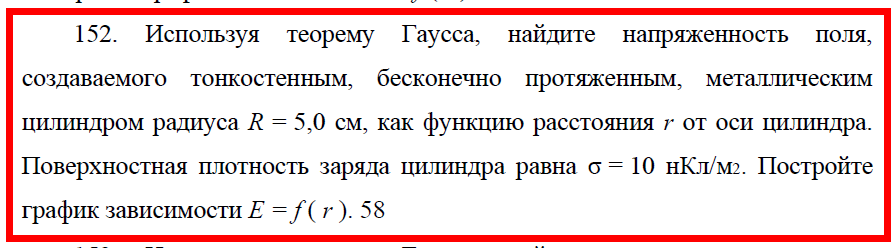 152. Используя теорему Гаусса, найдите напряженность поля,
создаваемого тонкостенным, бесконечно протяженным, металлическим
цилиндром радиуса R = 5,0 см, как функцию расстояния r от оси цилиндра.
Поверхностная плотность заряда цилиндра равна σ = 10 нКл/м2. Постройте
график зависимости E = f ( r ). 58